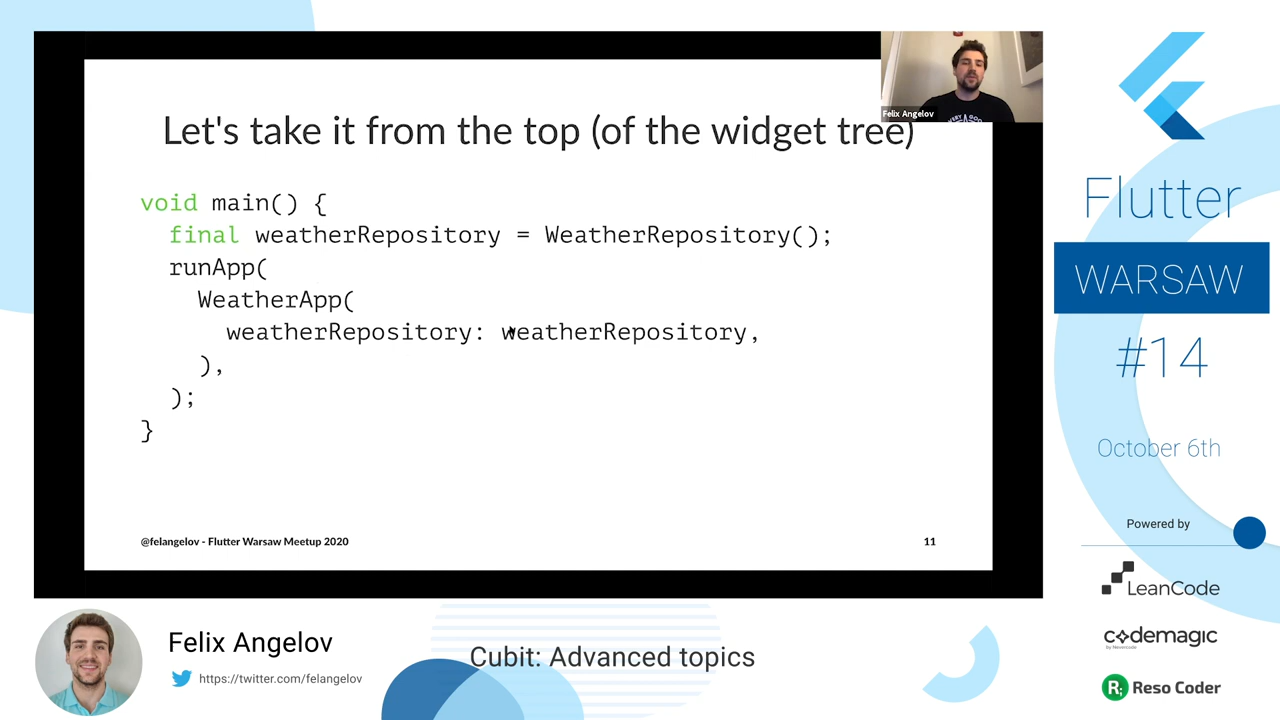 Let's take it from the top (of the widget tree)
void main() {
final weatherRepository = WeatherRepository();
runApp(
WeatherApp(
weatherRepository: weatherRepository,
),
);
}
@felangelov - Flutter Warsaw Meetup 2020
11
Felix Angelov
Flutter
WARSAW
#14
October 6th
Powered by
LeanCode
codemagic
by Nevercode
R;
Reso Coder
Felix Angelov
https://twitter.com/felangelov
Cubit: Advanced topics